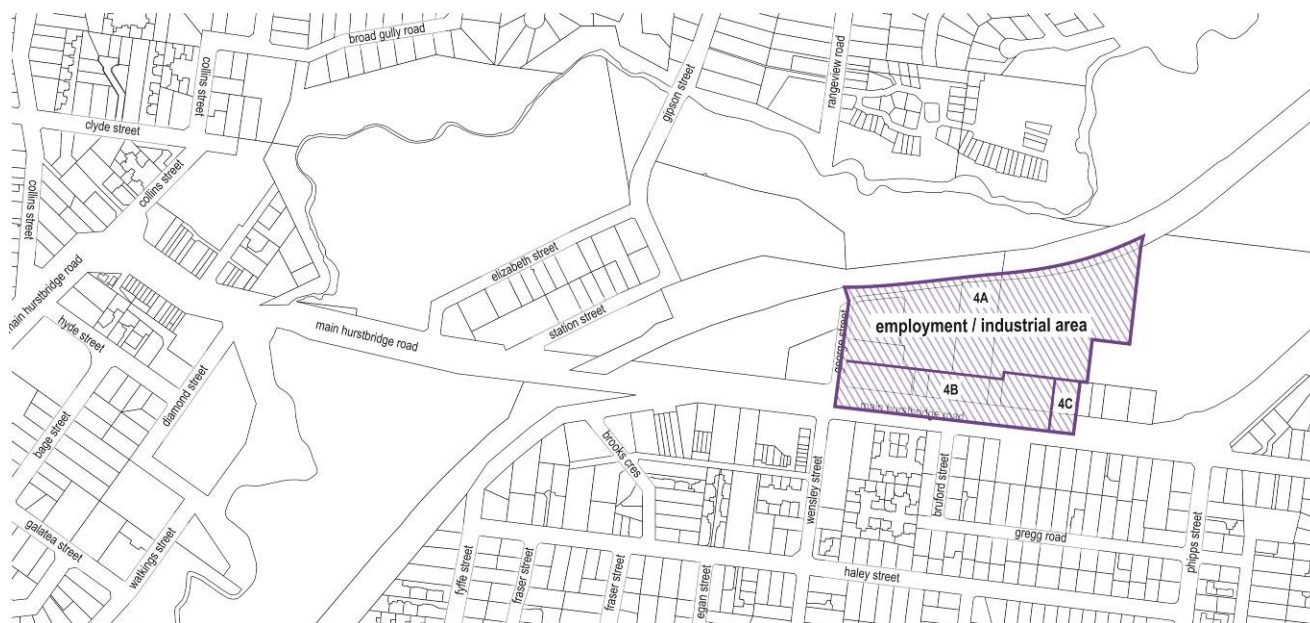 broad gully road
collins street
clyde street
collins street
collins street
gipson street
rangeview road
elizabeth street
station street
main hurstbridge road
main hurstbridge road
hyde street
diamond street
bage street
galatea street
watkings street
4A
employment / industrial area
george street
4B
4C
main hurstbridge road
brooks cres
wensley street
bruford street
gregg road
phipps street
haley street
fyffe street
fraser street
fraser street
egan street